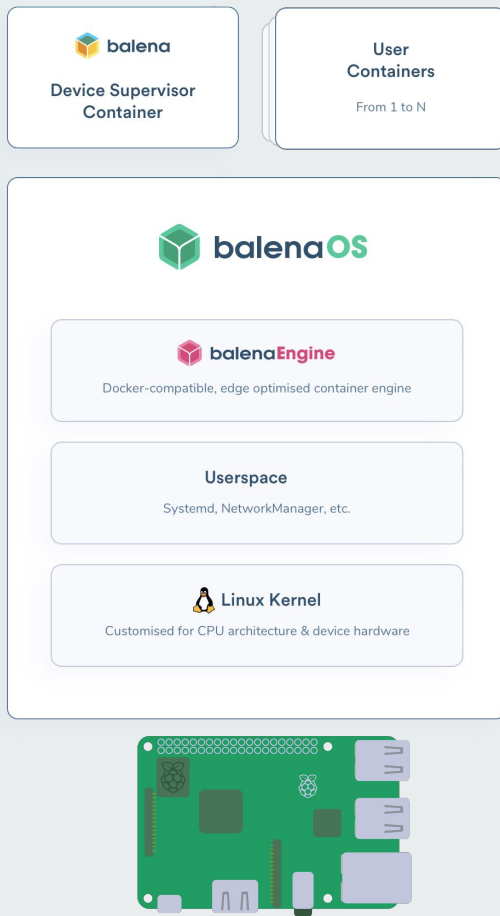 balena
Device Supervisor
Container
User
Containers
From 1 to N
balenaOS
balenaEngine
Docker-compatible, edge optimised container engine
Userspace
Systemd, NetworkManager, etc.
Linux Kernel
Customised for CPU architecture & device hardware